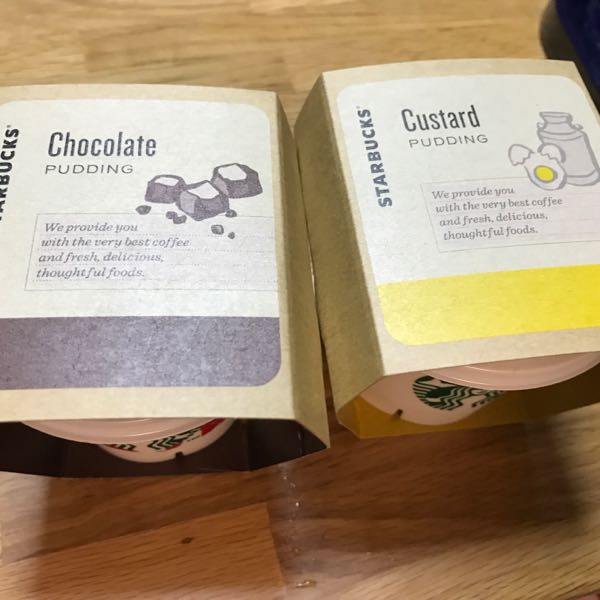 STARBUCKS®
Chocolate
PUDDING
We provide you
with the very best coffee
and fresh, delicious,
thoughtful foods.
STARBUCKS®
Custard
PUDDING
We provide you
with the very best coffee
and fresh, delicious,
thoughtful foods.